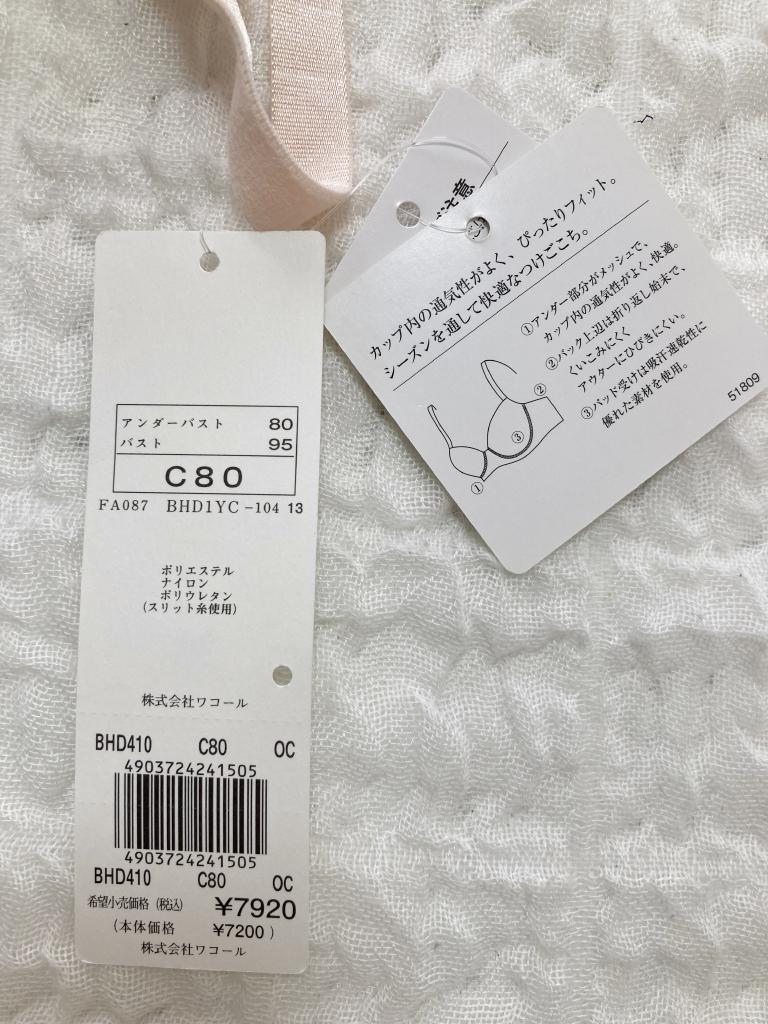 アンダーバスト 80
バスト 95
C80
FA087 BHD1YC-104 13
ポリエステル
ナイロン
ポリウレタン
(スリット糸使用)
株式会社ワコール
BHD410 C80 OC
4903724241505
4903724241505
BHD410 C80 OC
希望小売価格(税込) ¥7920
(本体価格 ¥7200)
株式会社ワコール
注意
カップ内の通気性がよく、ぴったりフィット。
シーズンを通して快適なつけごこち。
①アンダー部分がメッシュで、
カップ内の通気性がよく、快適。
②バック上辺は折り返し始末で、
くいこみにくく
アウターにひびきにくい。
③パッド受けは吸汗速乾性に
優れた素材を使用。
①
②
③
51809